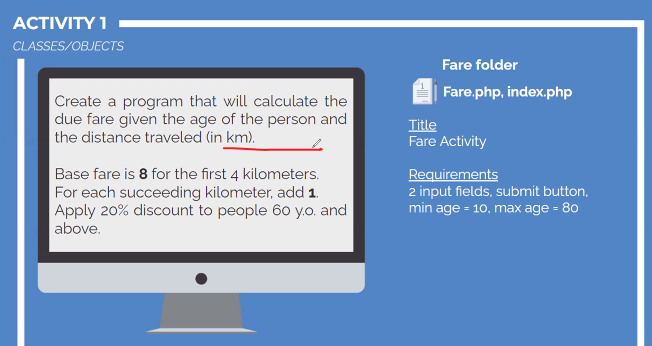 ACTIVITY 1
CLASSES/OBJECTS
Create a program that will calculate the
due fare given the age of the person and
the distance traveled (in km).
Base fare is 8 for the first 4 kilometers.
For each succeeding kilometer, add 1.
Apply 20% discount to people 60 y.o. and
above.
Fare folder
1
Fare.php, index.php
Title
Fare Activity
Requirements
2 input fields, submit button,
min age = 10, max age = 80